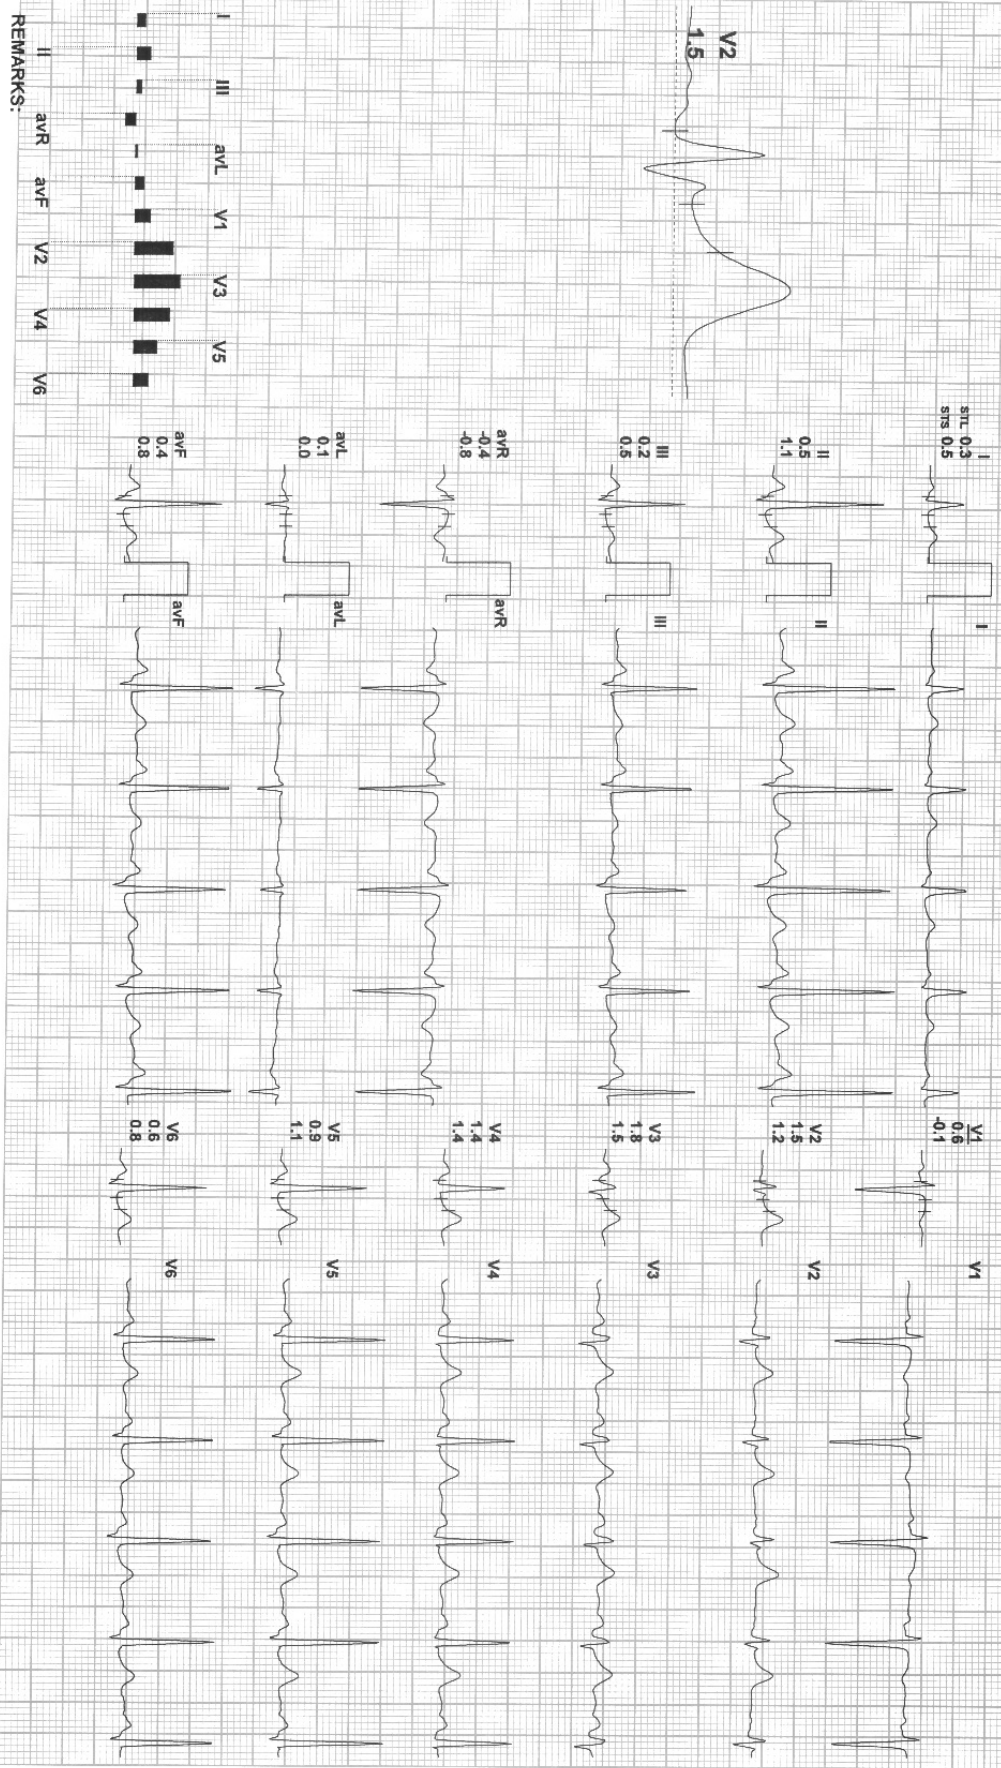 V2
1.5
I
STL 0.3
STS 0.5
II
0.5
1.1
III
0.2
0.5
avR
-0.4
-0.8
avL
0.1
0.0
avF
0.4
0.8
I
II
III
avR
avL
avF
V1
0.6
-0.1
V2
1.5
1.2
V3
1.8
1.5
V4
1.4
1.4
V5
0.9
1.1
V6
0.6
0.8
V1
V2
V3
V4
V5
V6
I III avL V1 V3 V5
II avR avF V2 V4 V6
REMARKS: